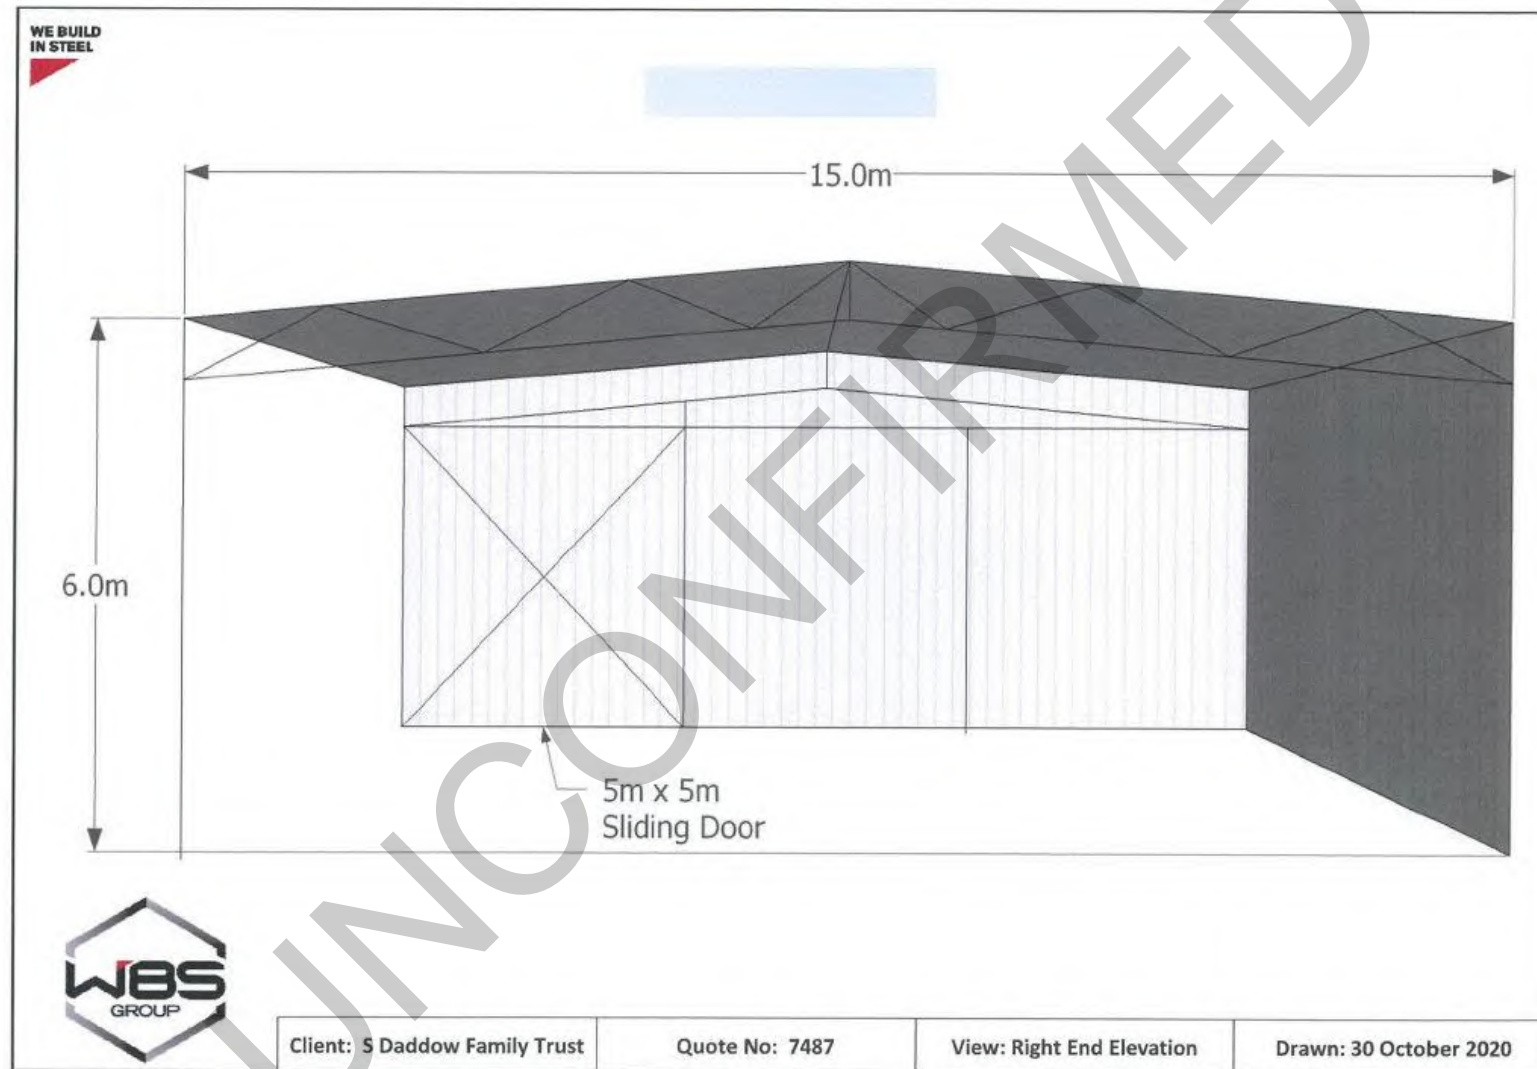 WE BUILD
IN STEEL
15.0m
6.0m
5m x 5m
Sliding Door
UNCONFIRMED
WBS
GROUP
Client: S Daddow Family Trust
Quote No: 7487
View: Right End Elevation
Drawn: 30 October 2020